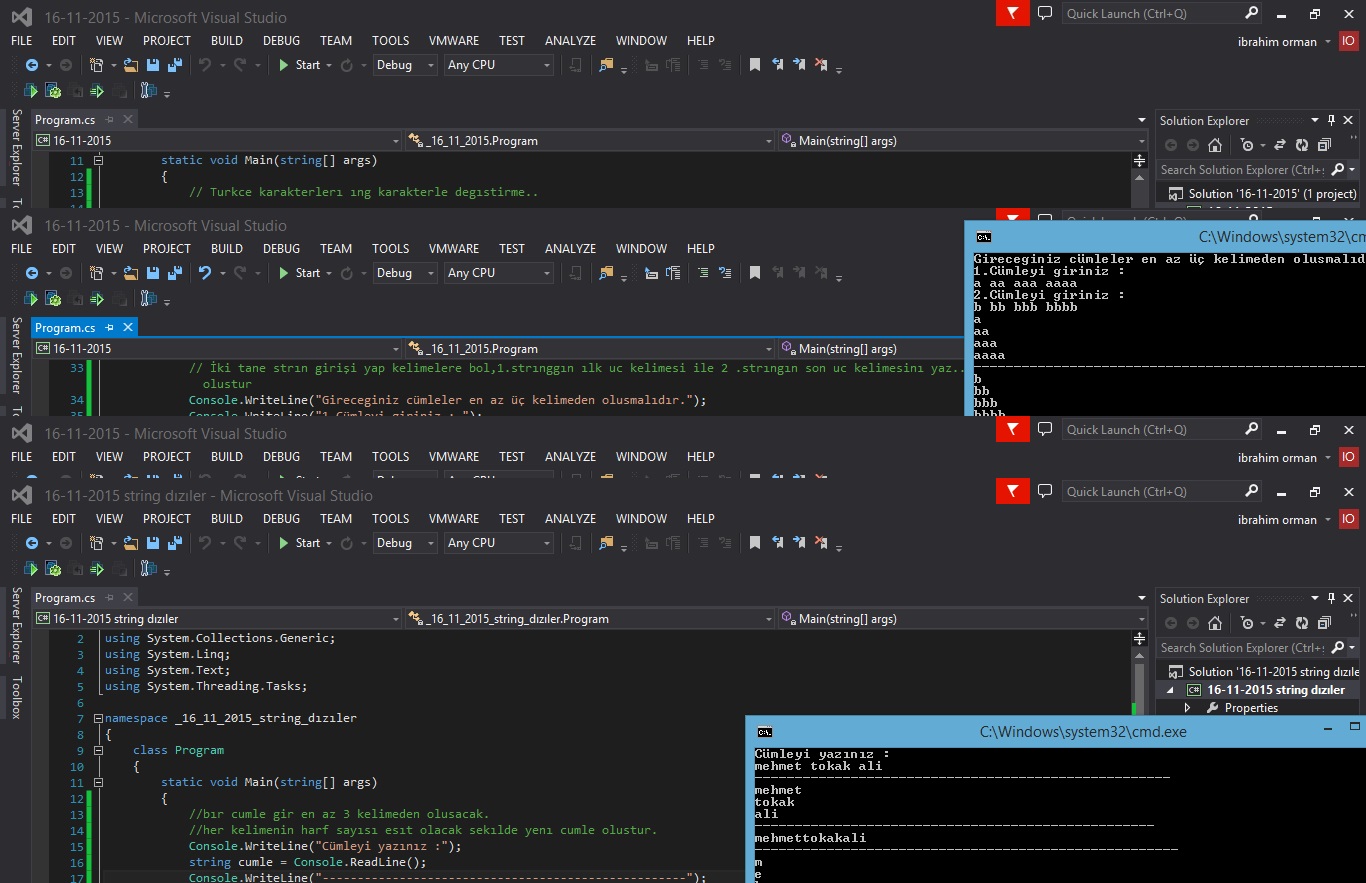 16-11-2015 - Microsoft Visual Studio
Quick Launch (Ctrl+Q)
FILE EDIT VIEW PROJECT BUILD DEBUG TEAM TOOLS VMWARE TEST ANALYZE WINDOW HELP
ibrahim orman IO
Start Debug Any CPU
Server Explorer
Program.cs
Solution Explorer
16-11-2015 _16_11_2015.Program Main(string[] args)
Search Solution Explorer (Ctrl+ş
11 static void Main(string[] args)
12 {
13 // Turkce karakterlerı ıng karakterle degıstirme..
Solution '16-11-2015' (1 project)
16-11-2015 - Microsoft Visual Studio
FILE EDIT VIEW PROJECT BUILD DEBUG TEAM TOOLS VMWARE TEST ANALYZE WINDOW HELP
Start Debug Any CPU
Server Explorer
Program.cs
16-11-2015 _16_11_2015.Program Main(string[] args)
33 // İki tane strın girişi yap kelimelere bol,1.strınggın ılk uc kelimesi ile 2 .strıngın son uc kelimesini yaz..
olustur
34 Console.WriteLine("Gireceginiz cümleler en az üç kelimeden olusmalıdır.");
35 Console.WriteLine("1.Cümleyi giriniz : ");
C:\Windows\system32\cm
Gireceginiz cümleler en az üç kelimeden olusmalıd
1.Cümleyi giriniz :
a aa aaa aaaa
2.Cümleyi giriniz :
b bb bbb bbbb
a
aa
aaa
aaaa
b
bb
bbb
bbbb
16-11-2015 - Microsoft Visual Studio
Quick Launch (Ctrl+Q)
FILE EDIT VIEW PROJECT BUILD DEBUG TEAM TOOLS VMWARE TEST ANALYZE WINDOW HELP
ibrahim orman IO
16-11-2015 string dızıler - Microsoft Visual Studio
Quick Launch (Ctrl+Q)
FILE EDIT VIEW PROJECT BUILD DEBUG TEAM TOOLS VMWARE TEST ANALYZE WINDOW HELP
ibrahim orman IO
Start Debug Any CPU
Server Explorer
Toolbox
Program.cs
Solution Explorer
16-11-2015 string dızıler _16_11_2015_string_dızıler.Program Main(string[] args)
Search Solution Explorer (Ctrl+ş
2 using System.Collections.Generic;
3 using System.Linq;
4 using System.Text;
5 using System.Threading.Tasks;
6
7 namespace _16_11_2015_string_dızıler
8 {
9 class Program
10 {
11 static void Main(string[] args)
12 {
13 //bır cumle gir en az 3 kelimeden olusacak.
14 //her kelimenin harf sayısı esıt olacak sekılde yenı cumle olustur.
15 Console.WriteLine("Cümleyi yazınız :");
16 string cumle = Console.ReadLine();
17 Console.WriteLine("----------------------------------------------------");
Solution '16-11-2015 string dızıle
16-11-2015 string dızıler
Properties
C:\Windows\system32\cmd.exe
Cümleyi yazınız :
mehmet tokak ali
----------------------------------------------------
mehmet
tokak
ali
--------------------------------------------------
mehmettokakali
-----------------------------------------------------
m
e